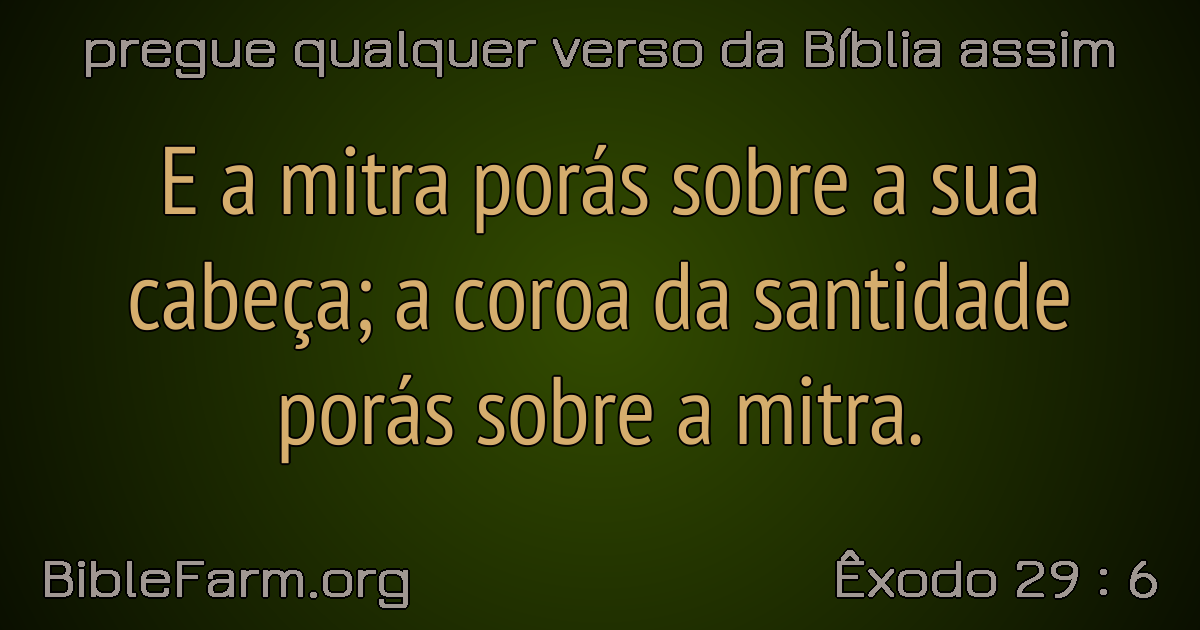 pregue qualquer verso da Bíblia assim
E a mitra porás sobre a sua
cabeça; a coroa da santidade
porás sobre a mitra.
BibleFarm.org
Êxodo 29 : 6